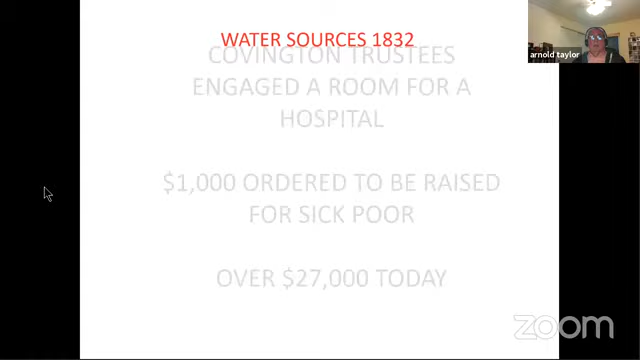 WATER SOURCES 1832
COVINGTON TRUSTEES
ENGAGED A ROOM FOR A
HOSPITAL
$1,000 ORDERED TO BE RAISED
FOR SICK POOR
OVER $27,000 TODAY
arnold taylor
zoom